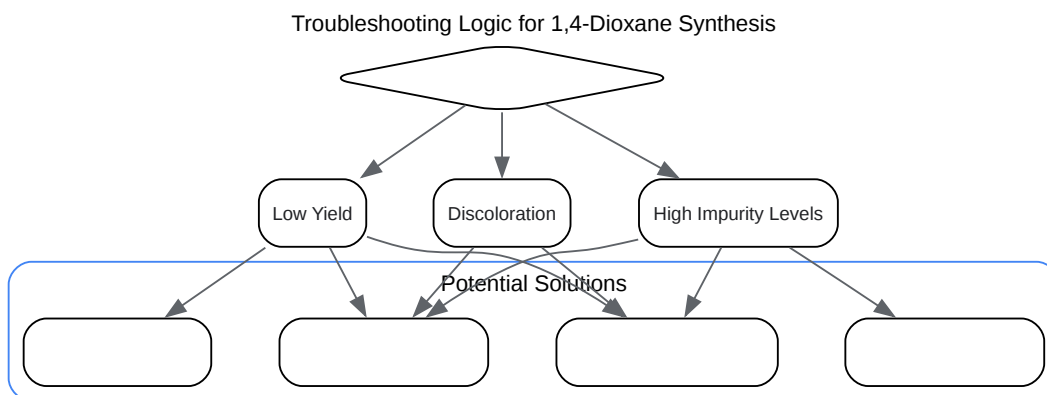 Troubleshooting Logic for 1,4-Dioxane Synthesis
Low Yield
Discoloration
High Impurity Levels
Potential Solutions